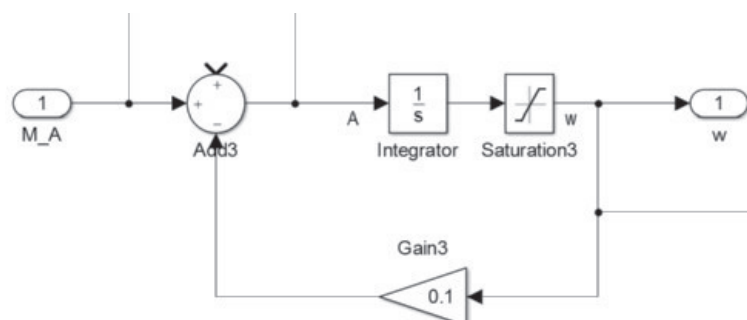 1
M_A
+
+
−
Add3
A
1
s
Integrator
Saturation3
w
1
w
Gain3
0.1